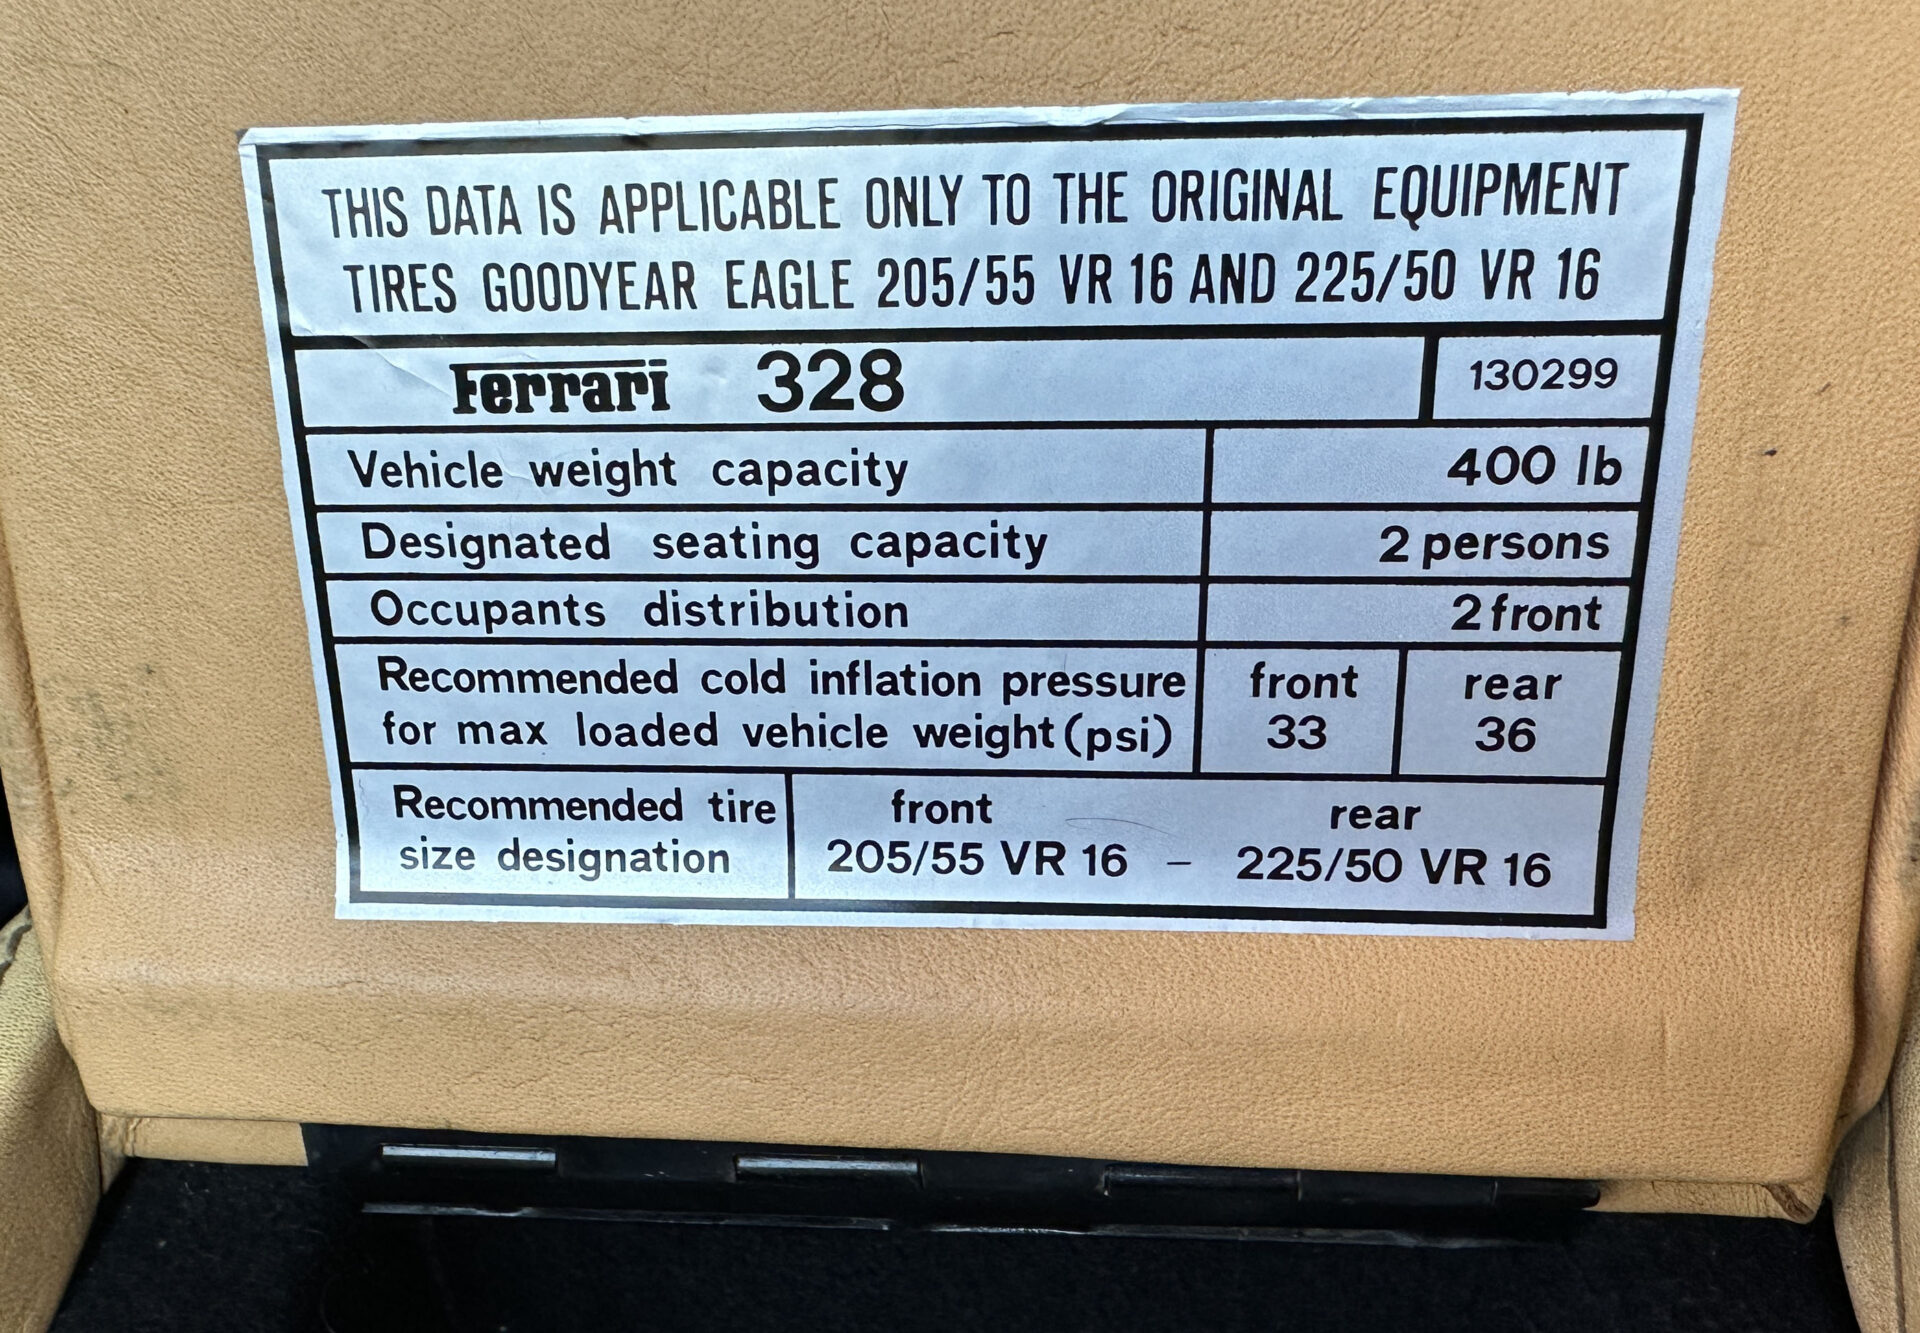 THIS DATA IS APPLICABLE ONLY TO THE ORIGINAL EQUIPMENT
TIRES GOODYEAR EAGLE 205/55 VR 16 AND 225/50 VR 16
Ferrari 328 130299
Vehicle weight capacity 400 lb
Designated seating capacity 2 persons
Occupants distribution 2 front
Recommended cold inflation pressure front rear
for max loaded vehicle weight (psi) 33 36
Recommended tire front rear
size designation 205/55 VR 16 – 225/50 VR 16